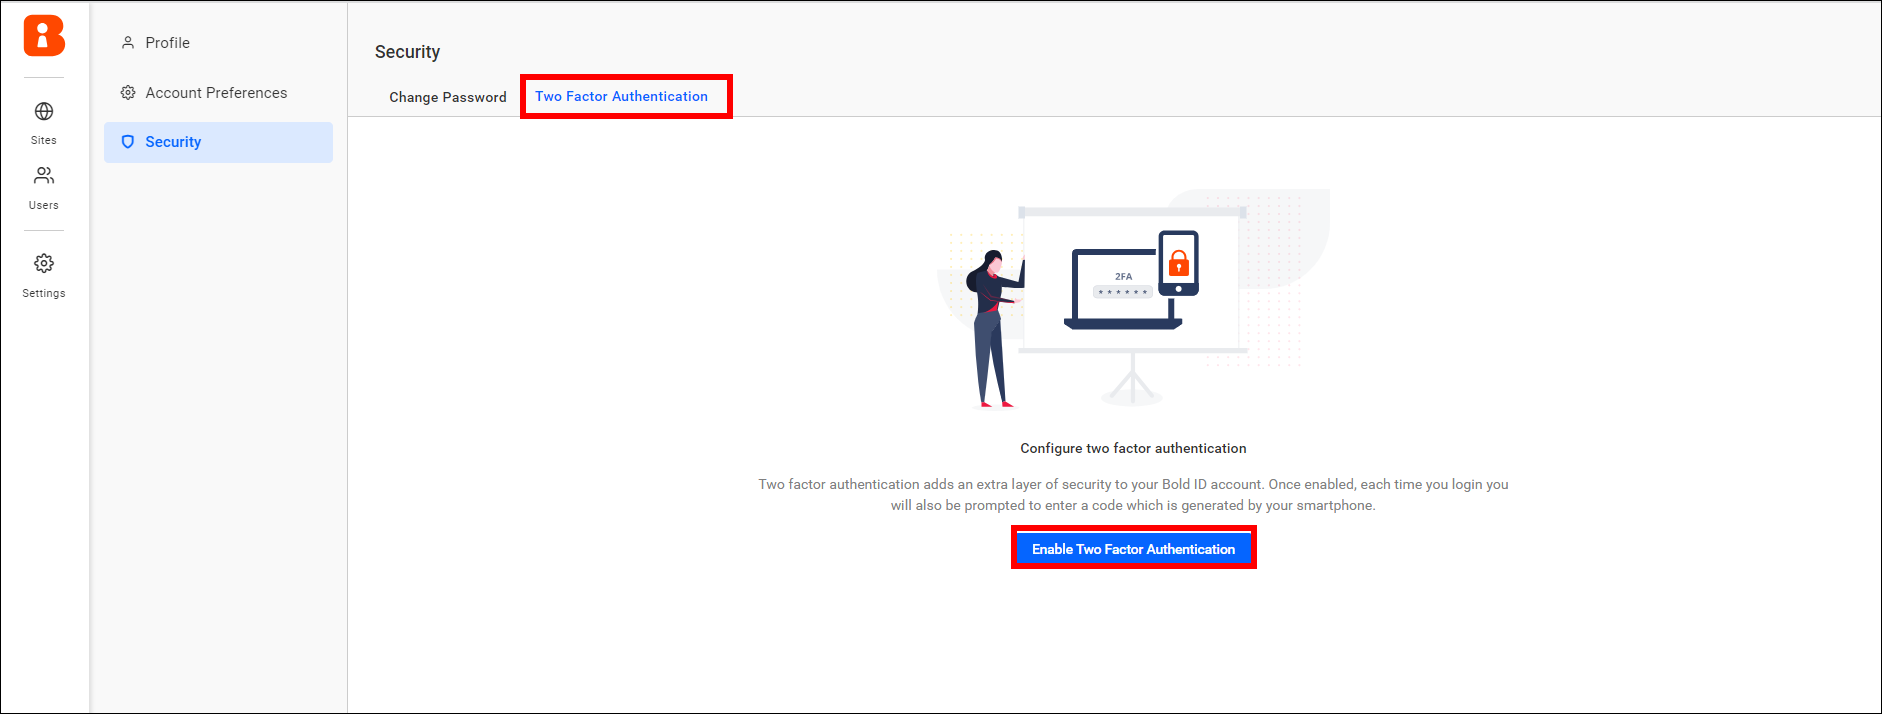 Sites
Users
Settings
Profile
Account Preferences
Security
Security
Change Password
Two Factor Authentication
2FA
******
Configure two factor authentication
Two factor authentication adds an extra layer of security to your Bold ID account. Once enabled, each time you login you
will also be prompted to enter a code which is generated by your smartphone.
Enable Two Factor Authentication